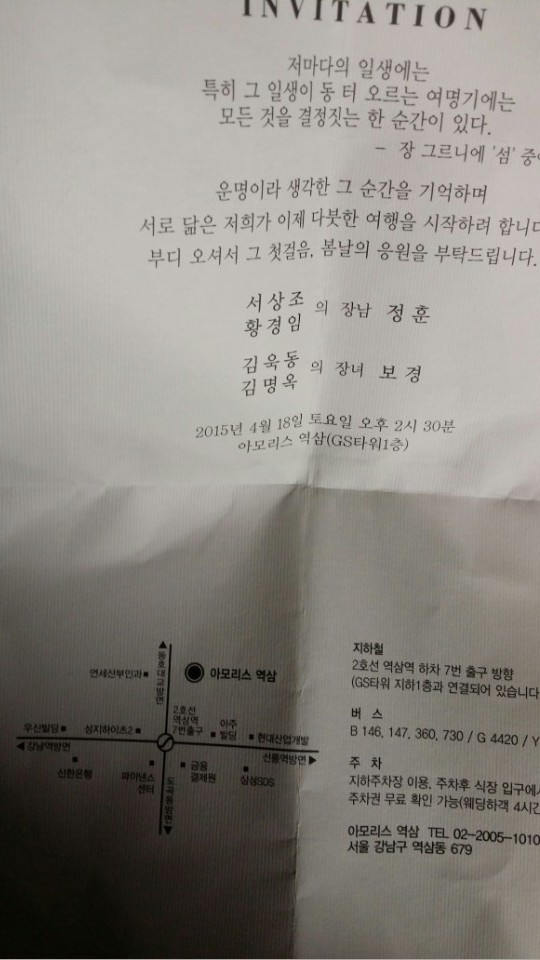 INVITATION
저마다의 일생에는
특히 그 일생이 동 터 오르는 여명기에는
모든 것을 결정짓는 한 순간이 있다.
- 장 그르니에 '섬' 중에
운명이라 생각한 그 순간을 기억하며
서로 닮은 저희가 이제 다붓한 여행을 시작하려 합니다
부디 오셔서 그 첫걸음, 봄날의 응원을 부탁드립니다.
서상조
황경임 의 장남 정훈
김욱동
김명옥 의 장녀 보경
2015년 4월 18일 토요일 오후 2시 30분
아모리스 역삼(GS타워1층)
동호대교방면
연세산부인과
아모리스 역삼
2호선
역삼역
7번출구
아주
빌딩
우신빌딩
성지하이츠2
현대산업개발
강남역방면
선릉역방면
신한은행
파이낸스
센터
도곡동방면
금융
결제원
삼성SDS
지하철
2호선 역삼역 하차 7번 출구 방향
(GS타워 지하1층과 연결되어 있습니다
버 스
B 146, 147, 360, 730 / G 4420 / Y
주 차
지하주차장 이용, 주차후 식장 입구에서
주차권 무료 확인 가능(웨딩하객 4시간
아모리스 역삼 TEL 02-2005-1010
서울 강남구 역삼동 679